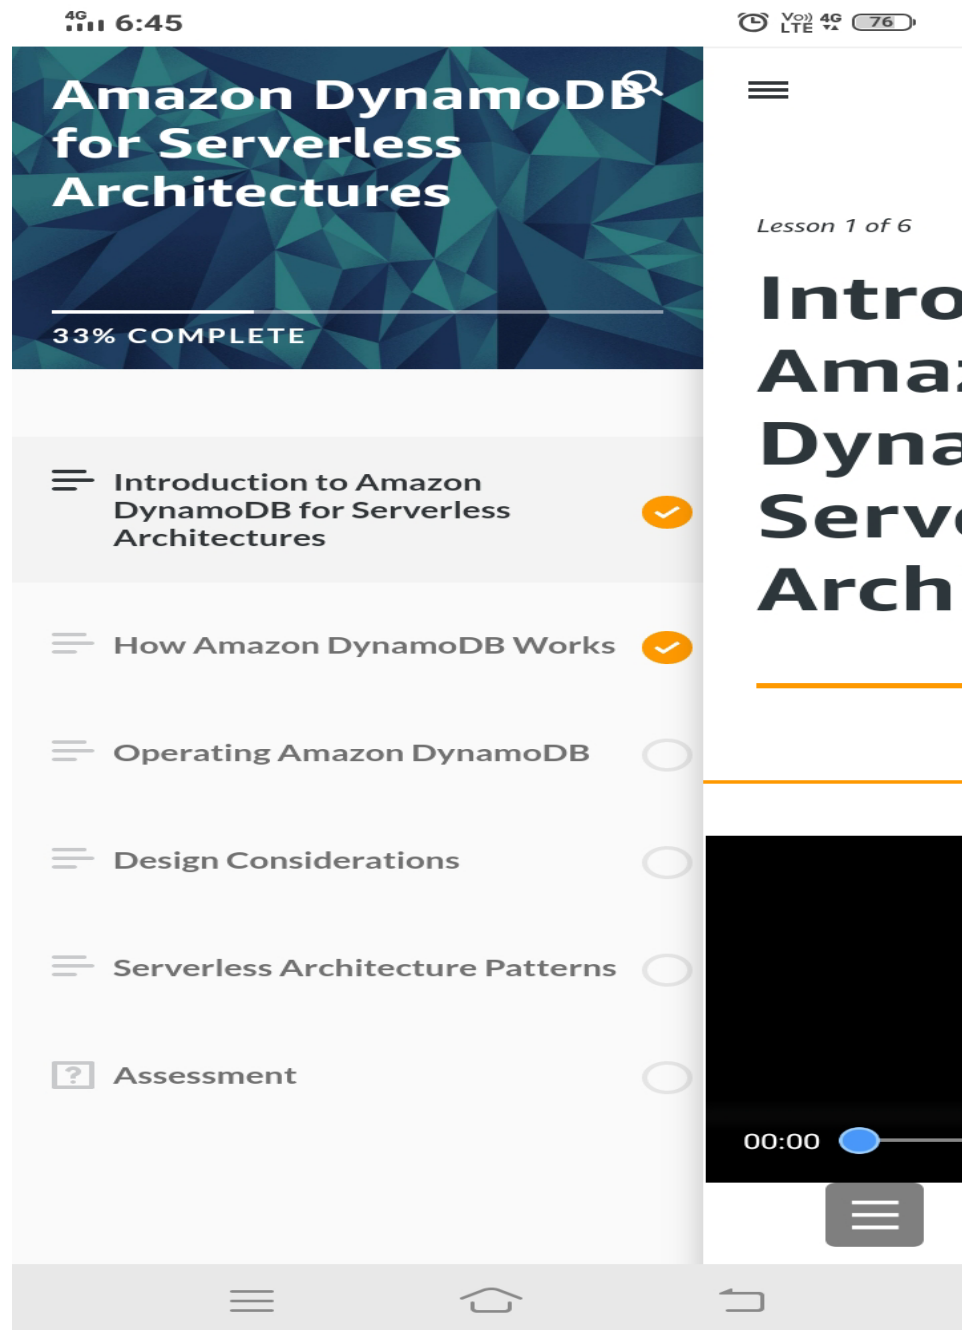 4G 6:45
Vo)) LTE 4G 76
Amazon DynamoDB
for Serverless
Architectures
33% COMPLETE
Introduction to Amazon
DynamoDB for Serverless
Architectures
How Amazon DynamoDB Works
Operating Amazon DynamoDB
Design Considerations
Serverless Architecture Patterns
? Assessment
Lesson 1 of 6
Intro
Amaz
Dyna
Serve
Arch
00:00